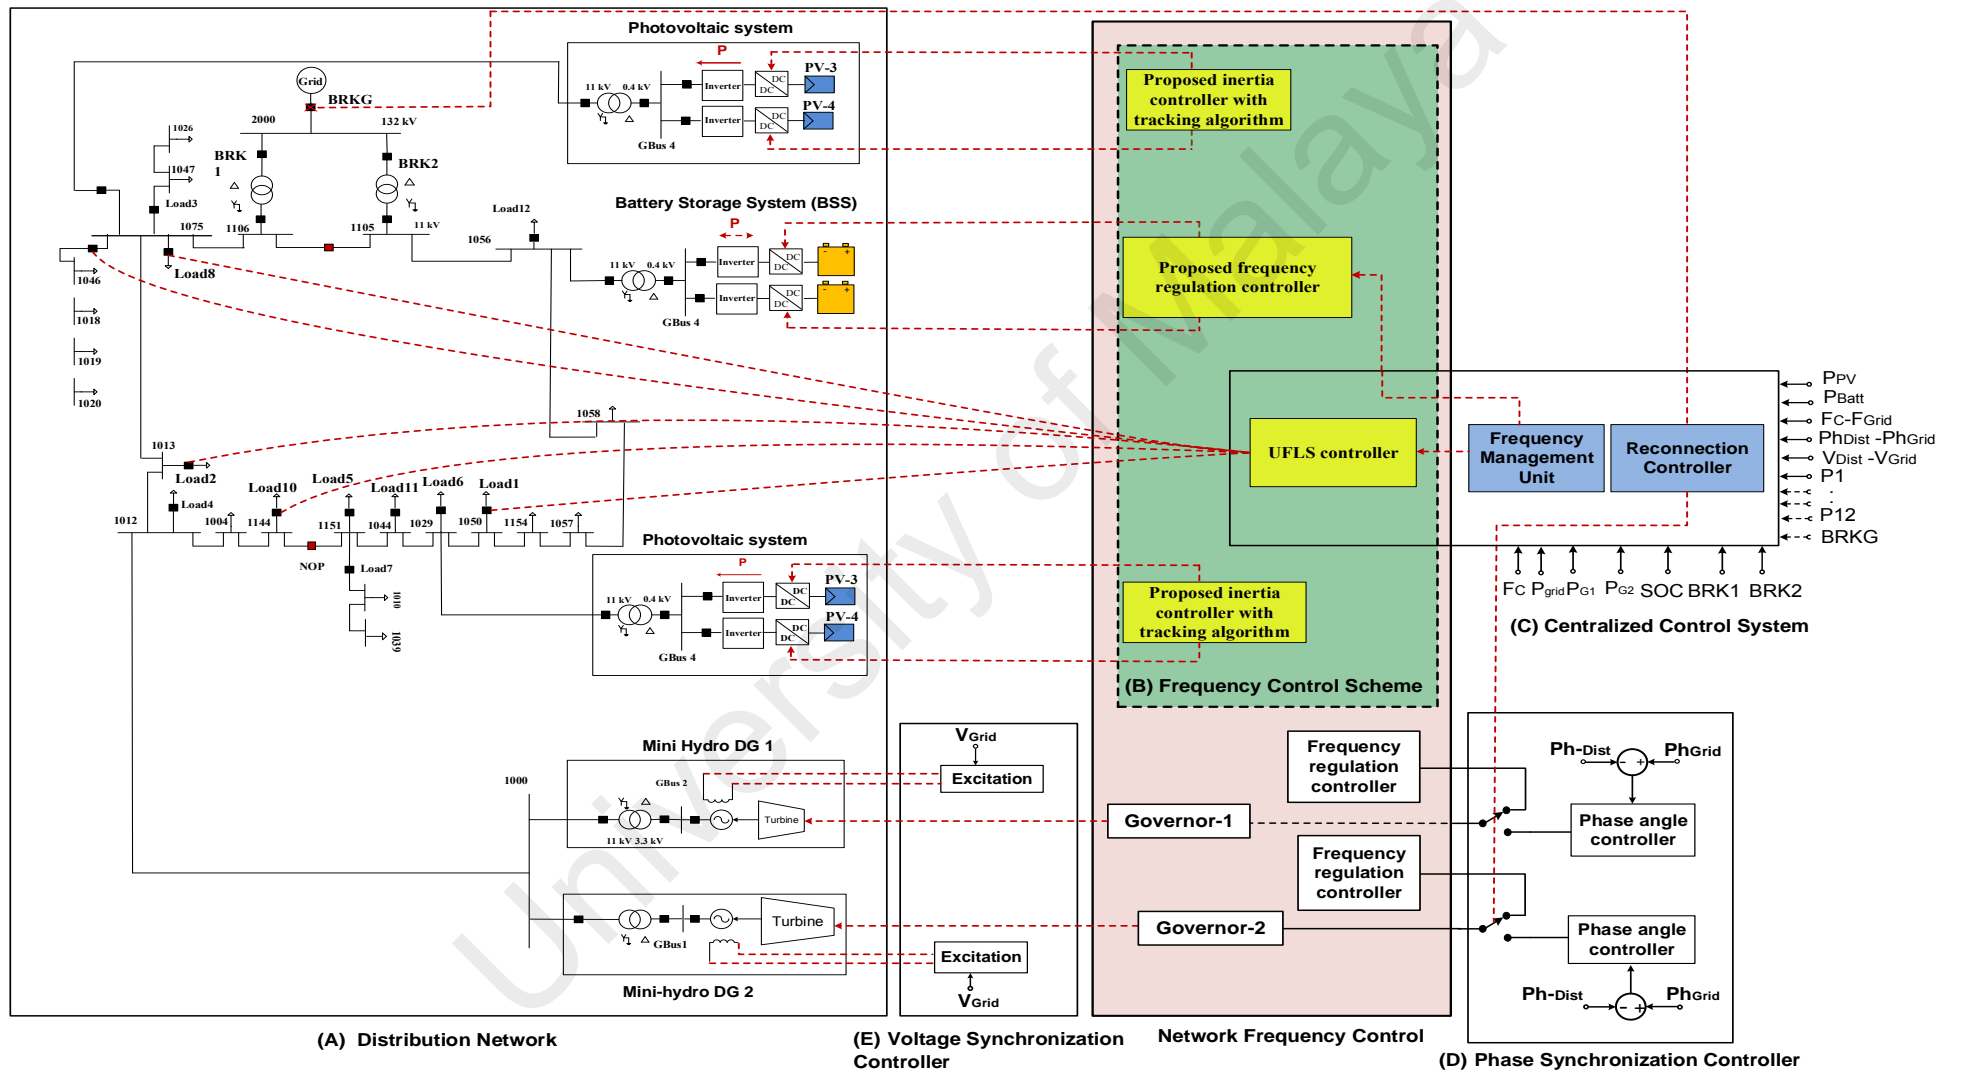 Photovoltaic system
P
PV-3
11 kV
0.4 kV
Inverter
DC
DC
PV-4
Inverter
DC
DC
GBus 4
Grid
BRKG
2000
132 kV
1026
1047
BRK
1
BRK2
Load3
1075
1106
1105
11 kV
Load8
1046
1018
1019
1020
Load12
1056
Battery Storage System (BSS)
P
11 kV
0.4 kV
Inverter
DC
DC
- +
Inverter
DC
DC
- +
GBus 4
1058
1013
Load2
Load4
Load10
Load5
Load11
Load6
Load1
1012
1004
1144
1151
1044
1029
1050
1154
1057
NOP
Load7
1010
1039
Photovoltaic system
P
PV-3
11 kV
0.4 kV
Inverter
DC
DC
PV-4
Inverter
DC
DC
GBus 4
Mini Hydro DG 1
1000
GBus 2
Turbine
11 kV 3.3 kV
Turbine
GBus1
Mini-hydro DG 2
(A) Distribution Network
VGrid
Excitation
Excitation
VGrid
(E) Voltage Synchronization
Controller
Proposed inertia
controller with
tracking algorithm
Proposed frequency
regulation controller
UFLS controller
Proposed inertia
controller with
tracking algorithm
(B) Frequency Control Scheme
Frequency
regulation
controller
Governor-1
Frequency
regulation
controller
Governor-2
Network Frequency Control
Frequency
Management
Unit
Reconnection
Controller
PPV
PBatt
FC-FGrid
PhDist -PhGrid
VDist -VGrid
P1
.
.
P12
BRKG
FC
Pgrid
PG1
PG2
SOC
BRK1
BRK2
(C) Centralized Control System
Ph-Dist
- +
PhGrid
Phase angle
controller
Phase angle
controller
Ph-Dist
- +
PhGrid
(D) Phase Synchronization Controller
University of Malaya